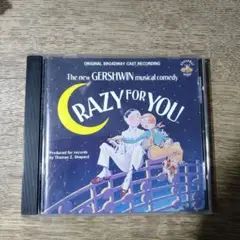 ORIGINAL BROADWAY CAST RECORDING
The new GERSHWIN musical comedy
CRAZY FOR YOU
Produced for records
by Thomas Z. Shepard